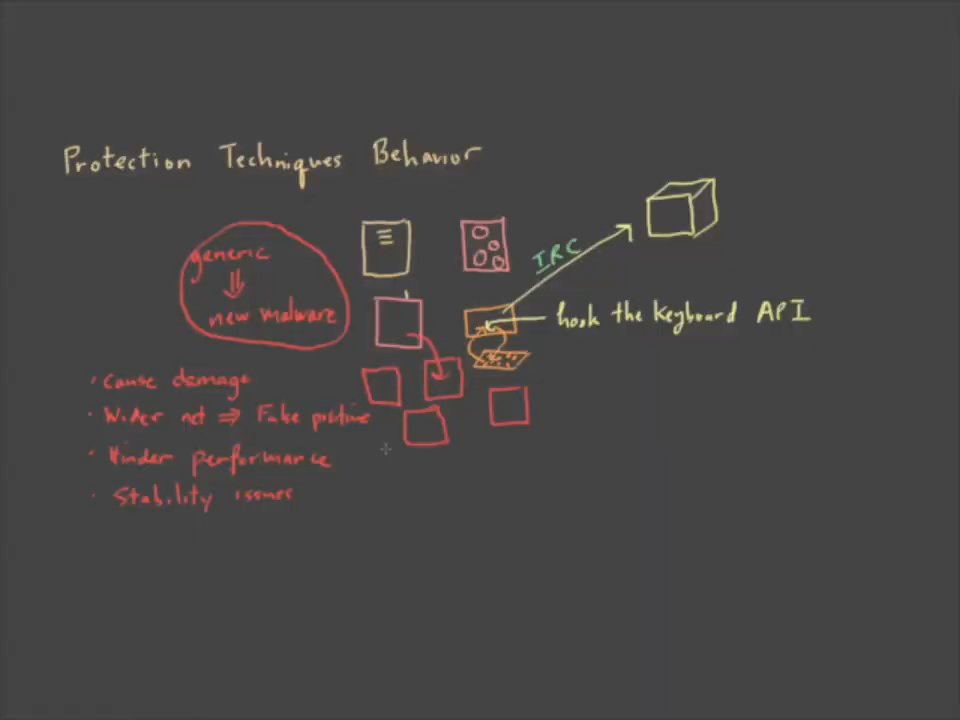 Protection Techniques Behavior
generic
⇓
new malware
IRC
hook the Keyboard API
· Cause damage
· Wider net ⇒ False positive
· Hinder performance
· Stability issues